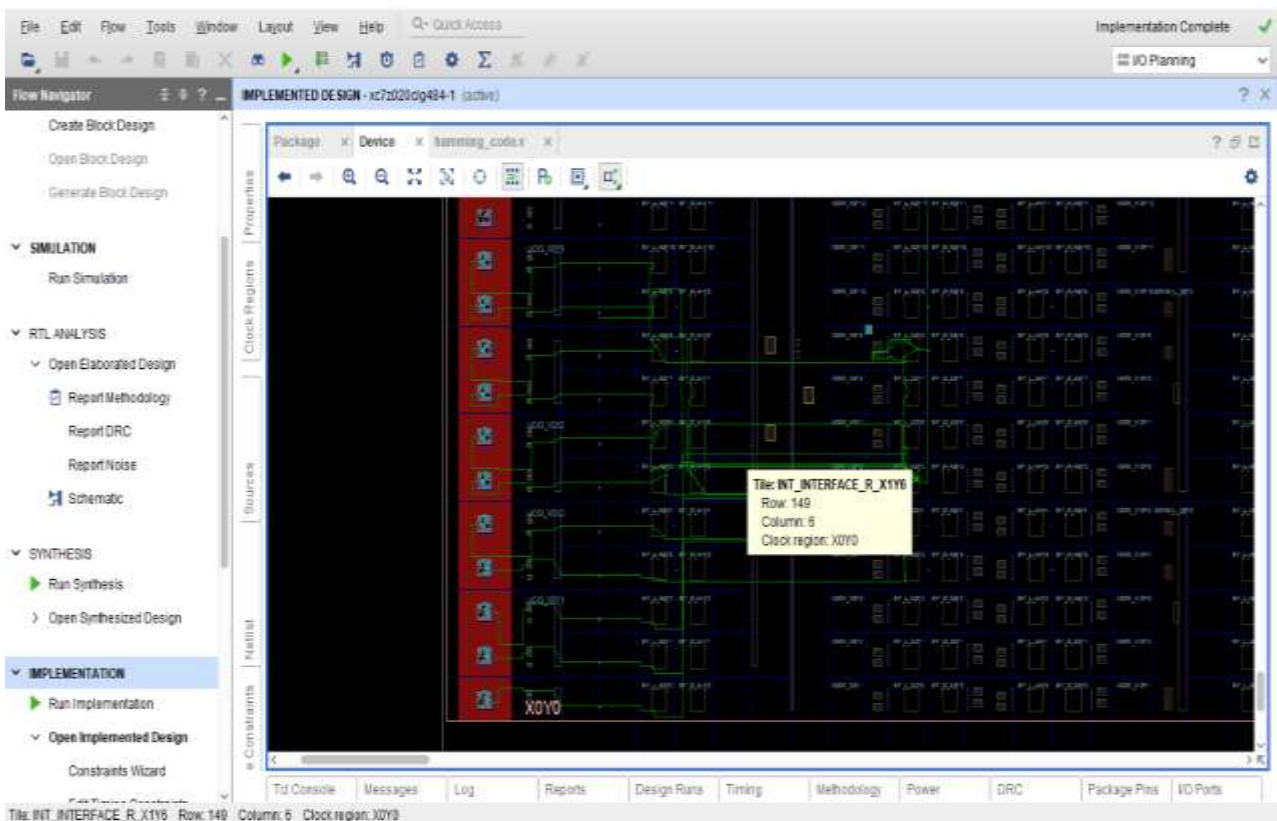 File Edit Flow Tools Window Layout View Help Q- Quick Access
Implementation Complete
I/O Planning
Flow Navigator
IMPLEMENTED DESIGN - xc7z020clg484-1 (active)
Create Block Design
Open Block Design
Generate Block Design
SIMULATION
Run Simulation
RTL ANALYSIS
Open Elaborated Design
Report Methodology
Report DRC
Report Noise
Schematic
SYNTHESIS
Run Synthesis
Open Synthesized Design
IMPLEMENTATION
Run Implementation
Open Implemented Design
Constraints Wizard
Edit Timing Constraints
Properties
Clock Regions
Sources
Netlist
e Constraints
Package Device hamming_code.v
Tile: INT_INTERFACE_R_X1Y6
Row: 149
Column: 6
Clock region: X0Y0
X0Y0
Tcl Console Messages Log Reports Design Runs Timing Methodology Power DRC Package Pins I/O Ports
Tile: INT_INTERFACE_R_X1Y6 Row: 149 Column: 6 Clock region: X0Y0